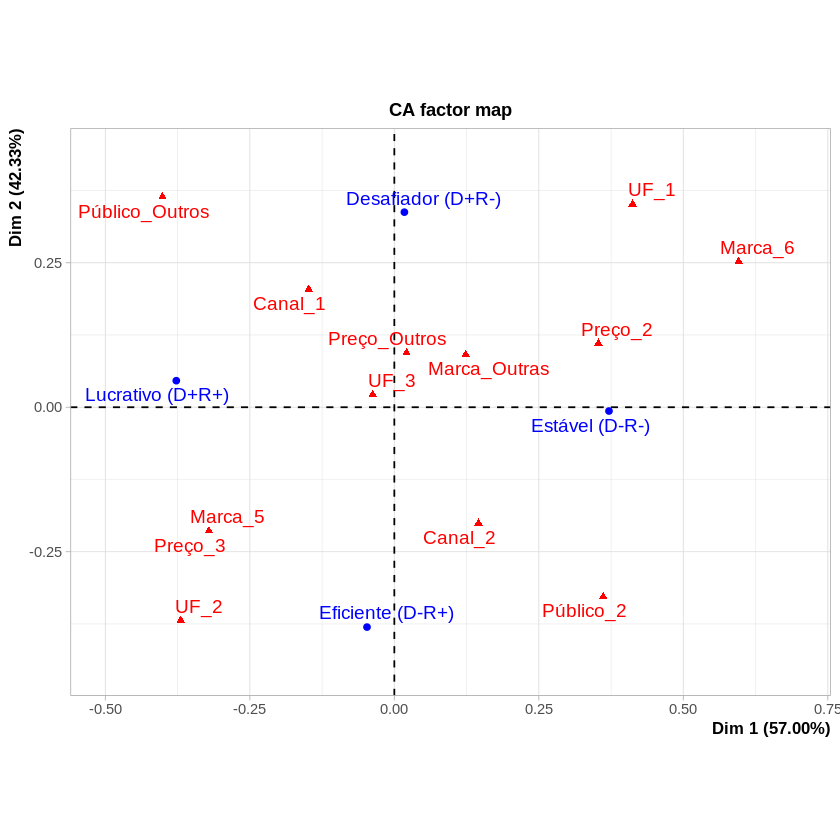 CA factor map
Dim 2 (42.33%)
UF_1
Desafiador (D+R-)
Público_Outros
Marca_6
0.25
Canal_1
Preço_2
Preço_Outros
Marca_Outras
UF_3
Lucrativo (D+R+)
0.00
Estável (D-R-)
Marca_5
Canal_2
Preço_3
-0.25
UF_2
Eficiente (D-R+)
Público_2
-0.50 -0.25 0.00 0.25 0.50 0.75
Dim 1 (57.00%)